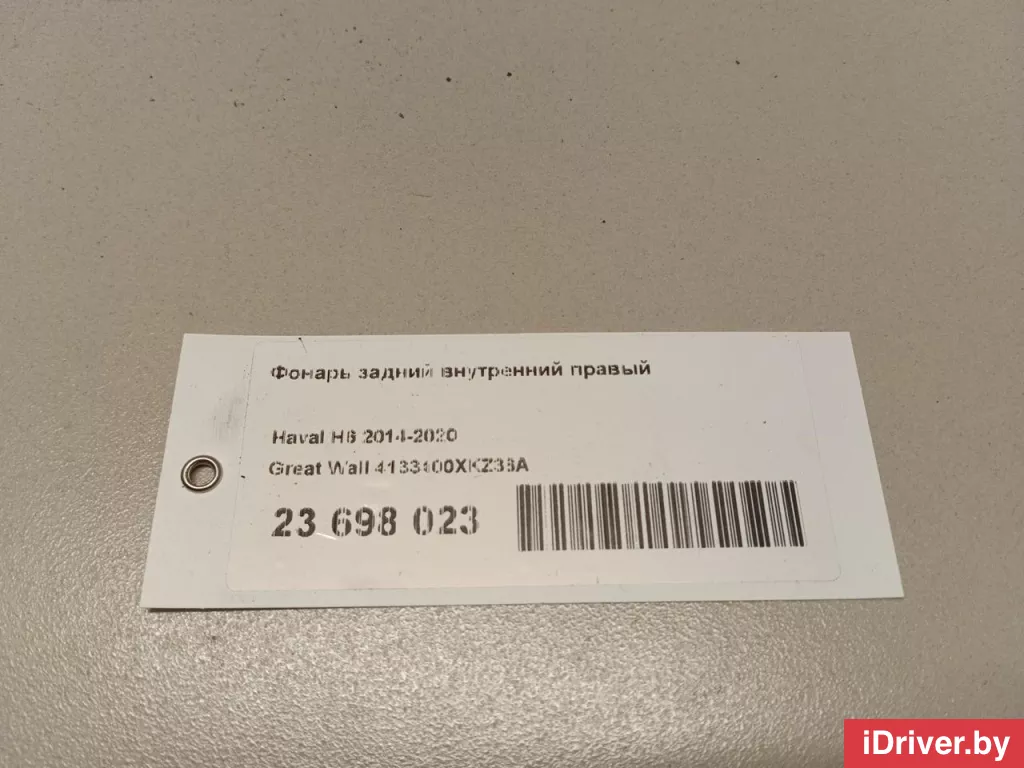 Фонарь задний внутренний правый
Haval H6 2014-2020
Great Wall 4133400XKZ36A
23 698 023
iDriver.by